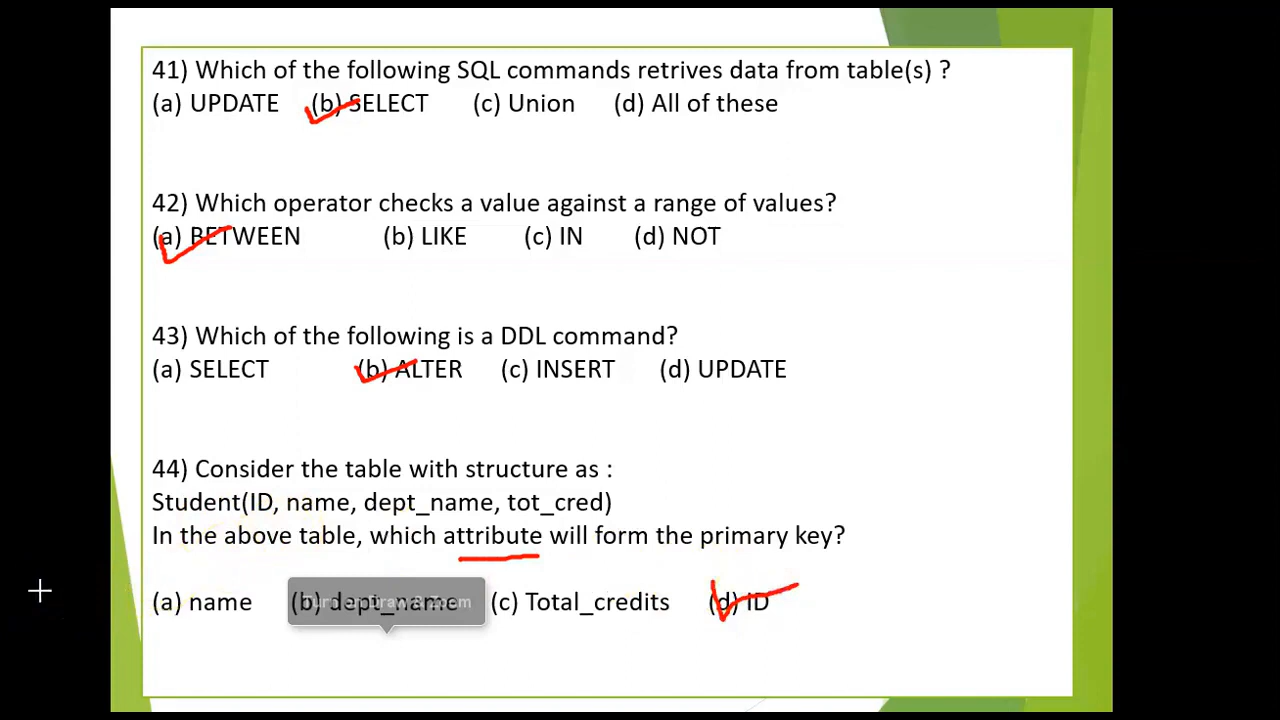 41) Which of the following SQL commands retrives data from table(s) ?
(a) UPDATE (b) SELECT (c) Union (d) All of these
42) Which operator checks a value against a range of values?
(a) BETWEEN (b) LIKE (c) IN (d) NOT
43) Which of the following is a DDL command?
(a) SELECT (b) ALTER (c) INSERT (d) UPDATE
44) Consider the table with structure as :
Student(ID, name, dept_name, tot_cred)
In the above table, which attribute will form the primary key?
(a) name (b) dept_name (c) Total_credits (d) ID